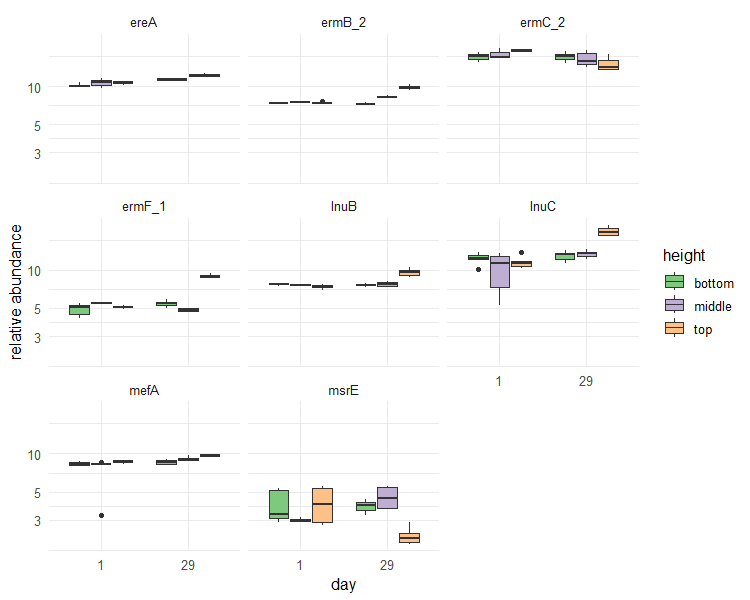 ereA
ermB_2
ermC_2
10
5
3
ermF_1
lnuB
lnuC
10
5
3
1
29
mefA
msrE
10
5
3
1
29
1
29
day
relative abundance
height
bottom
middle
top